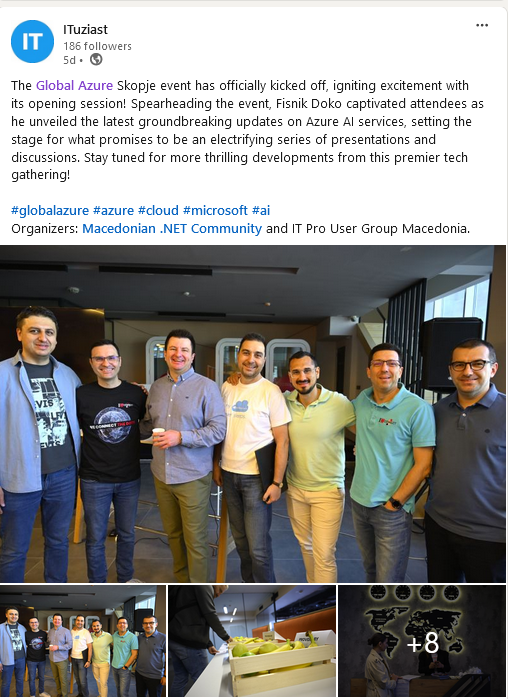 IT
ITuziast
186 followers
5d •
The Global Azure Skopje event has officially kicked off, igniting excitement with
its opening session! Spearheading the event, Fisnik Doko captivated attendees as
he unveiled the latest groundbreaking updates on Azure AI services, setting the
stage for what promises to be an electrifying series of presentations and
discussions. Stay tuned for more thrilling developments from this premier tech
gathering!
#globalazure #azure #cloud #microsoft #ai
Organizers: Macedonian .NET Community and IT Pro User Group Macedonia.
WE CONNECT THE
+8